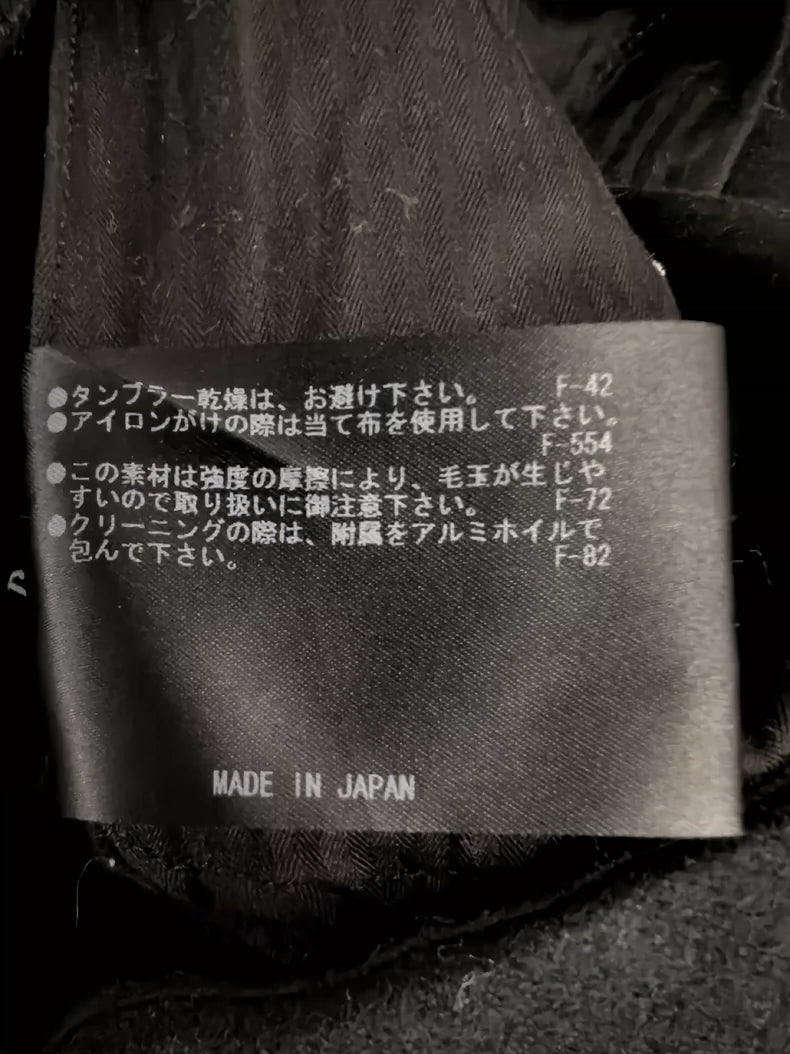 ●タンブラー乾燥は、お避け下さい。 F-42
●アイロンがけの際は当て布を使用して下さい。
F-554
●この素材は強度の摩擦により、毛玉が生じや
すいので取り扱いに御注意下さい。 F-72
●クリーニングの際は、附属をアルミホイルで
包んで下さい。 F-82
MADE IN JAPAN